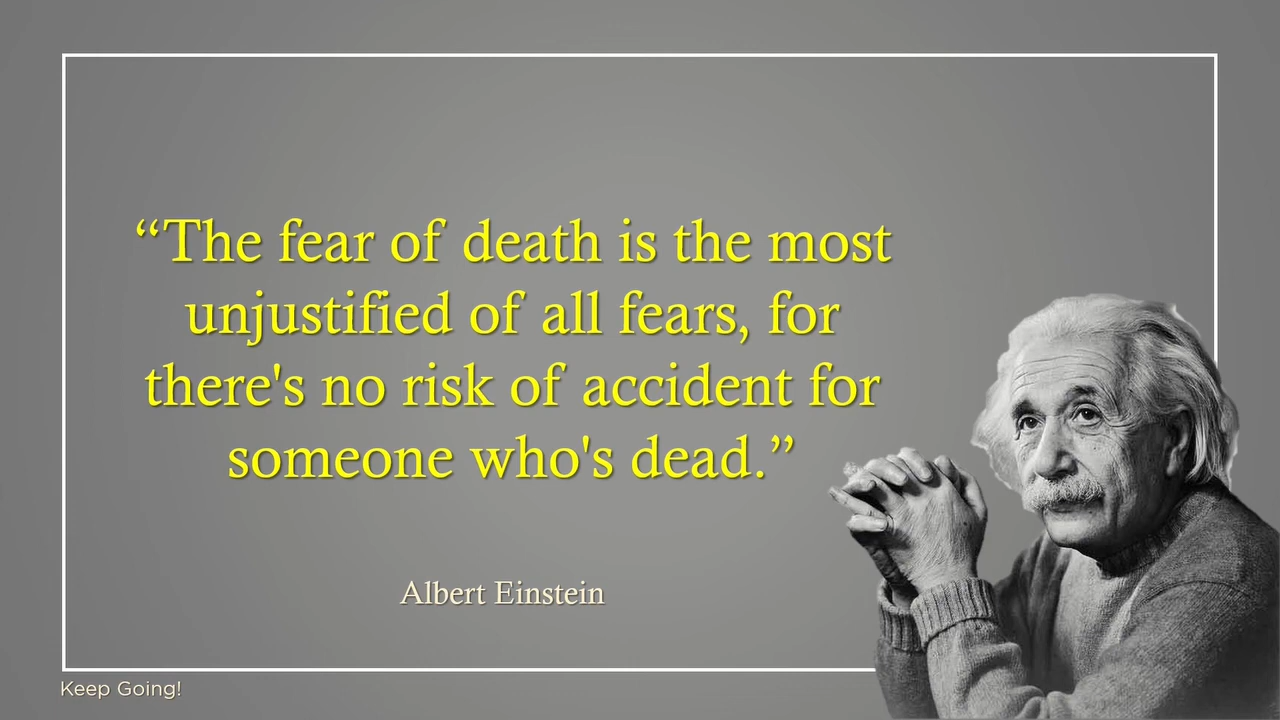 “The fear of death is the most
unjustified of all fears, for
there's no risk of accident for
someone who's dead.”
Albert Einstein
Keep Going!